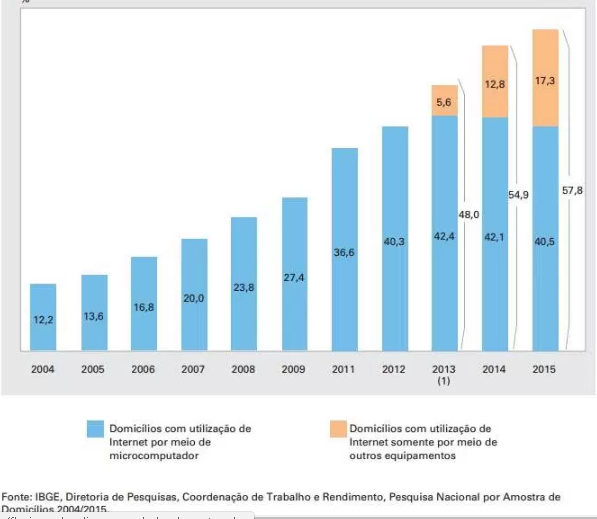 %
5,6
12,8
17,3
12,2
13,6
16,8
20,0
23,8
27,4
36,6
40,3
42,4
48,0
42,1
54,9
40,5
57,8
2004 2005 2006 2007 2008 2009 2011 2012 2013 2014 2015
(1)
Domicílios com utilização de
Internet por meio de
microcomputador
Domicílios com utilização de
Internet somente por meio de
outros equipamentos
Fonte: IBGE, Diretoria de Pesquisas, Coordenação de Trabalho e Rendimento, Pesquisa Nacional por Amostra de
Domicílios 2004/2015.